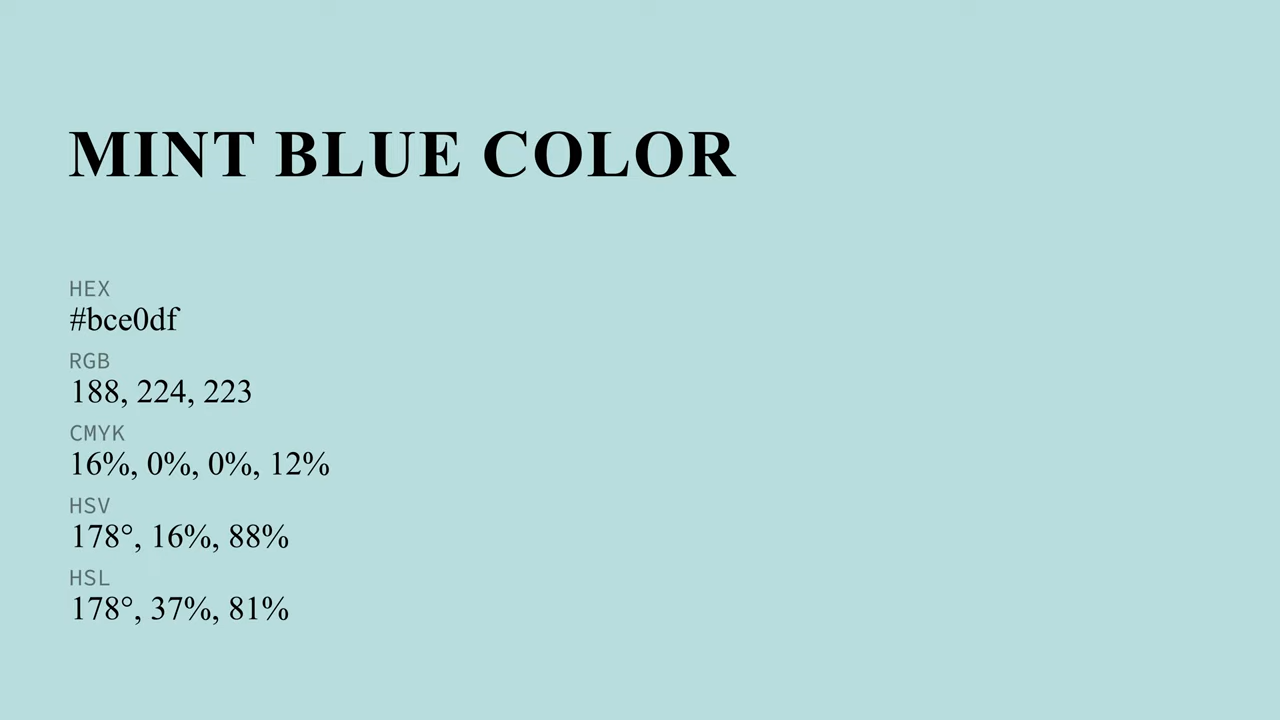 MINT BLUE COLOR
HEX
#bce0df
RGB
188, 224, 223
CMYK
16%, 0%, 0%, 12%
HSV
178°, 16%, 88%
HSL
178°, 37%, 81%